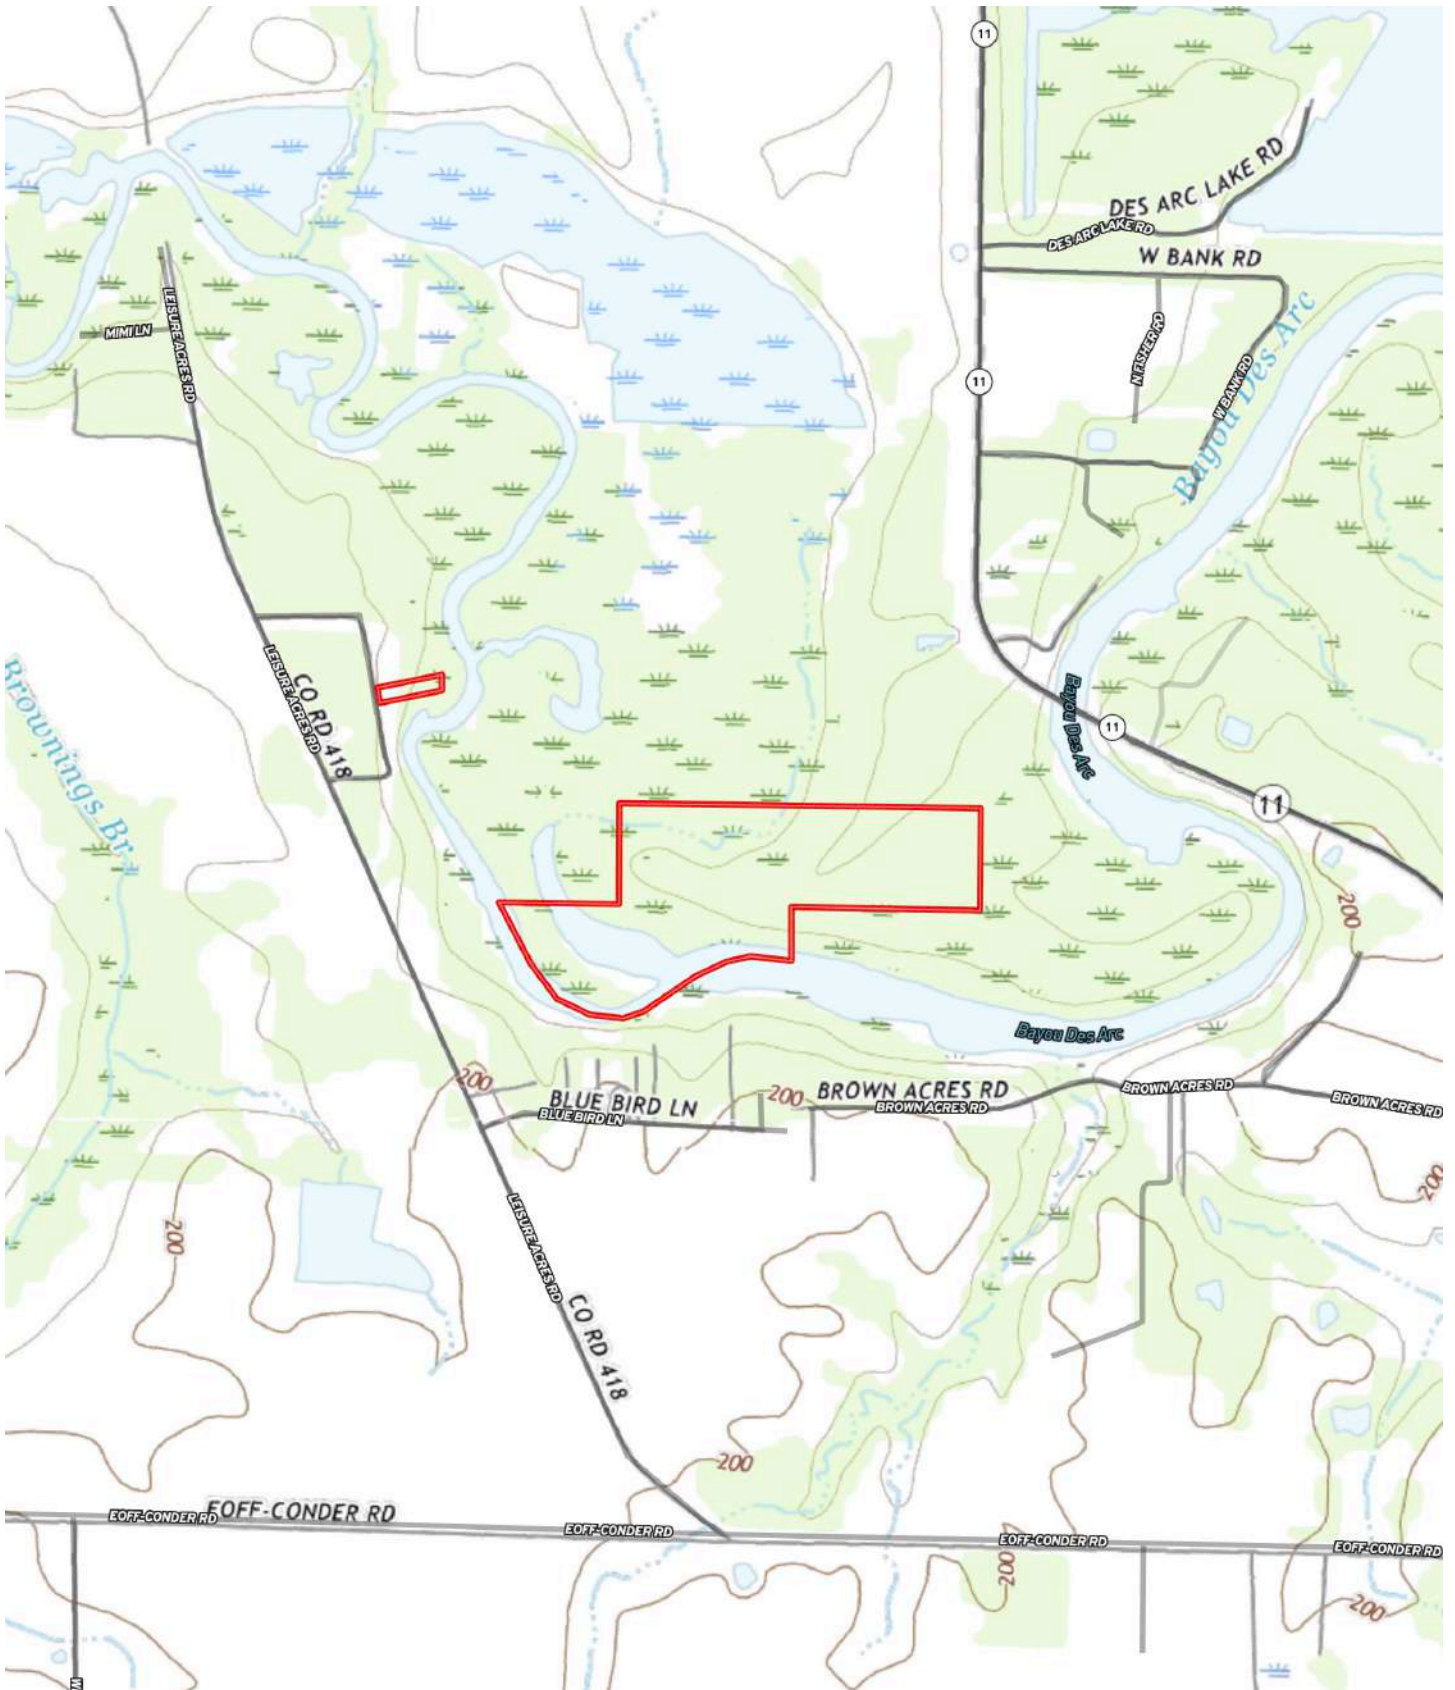 11
DES ARC LAKE RD
DES ARC LAKE RD
W BANK RD
MIMI LN
LEISURE ACRES RD
N FISHER RD
W BANK RD
Bayou Des Arc
11
Brownings Br
LEISURE ACRES RD
CO RD 418
Bayou Des Arc
11
11
200
Bayou Des Arc
200
BLUE BIRD LN
BLUE BIRD LN
200
BROWN ACRES RD
BROWN ACRES RD
BROWN ACRES RD
BROWN ACRES RD
200
200
LEISURE ACRES RD
CO RD 418
200
EOFF-CONDER RD
EOFF-CONDER RD
EOFF-CONDER RD
EOFF-CONDER RD
EOFF-CONDER RD
200
200
W